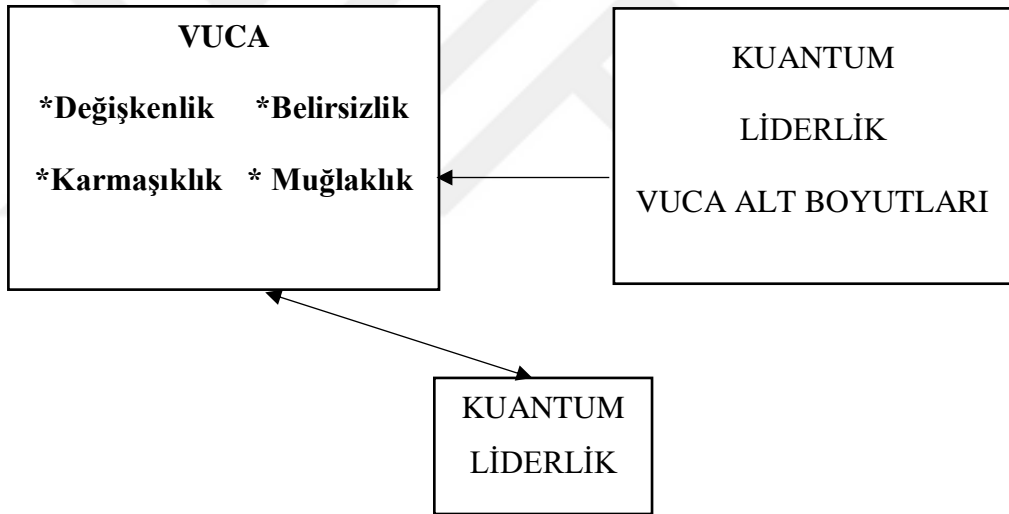 VUCA
*Değişkenlik *Belirsizlik
*Karmaşıklık * Muğlaklık
KUANTUM
LİDERLİK
VUCA ALT BOYUTLARI
KUANTUM
LİDERLİK